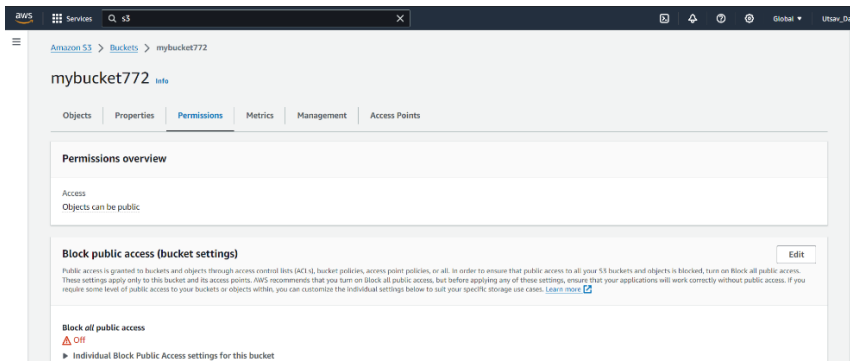 aws Services s3 Global Utsav_Da
Amazon S3 > Buckets > mybucket772
mybucket772 Info
Objects Properties Permissions Metrics Management Access Points
Permissions overview
Access
Objects can be public
Block public access (bucket settings) Edit
Public access is granted to buckets and objects through access control lists (ACLs), bucket policies, access point policies, or all. In order to ensure that public access to all your S3 buckets and objects is blocked, turn on Block all public access.
These settings apply only to this bucket and its access points. AWS recommends that you turn on Block all public access, but before applying any of these settings, ensure that your applications will work correctly without public access. If you
require some level of public access to your buckets or objects within, you can customize the individual settings below to suit your specific storage use cases. Learn more
Block all public access
Off
Individual Block Public Access settings for this bucket